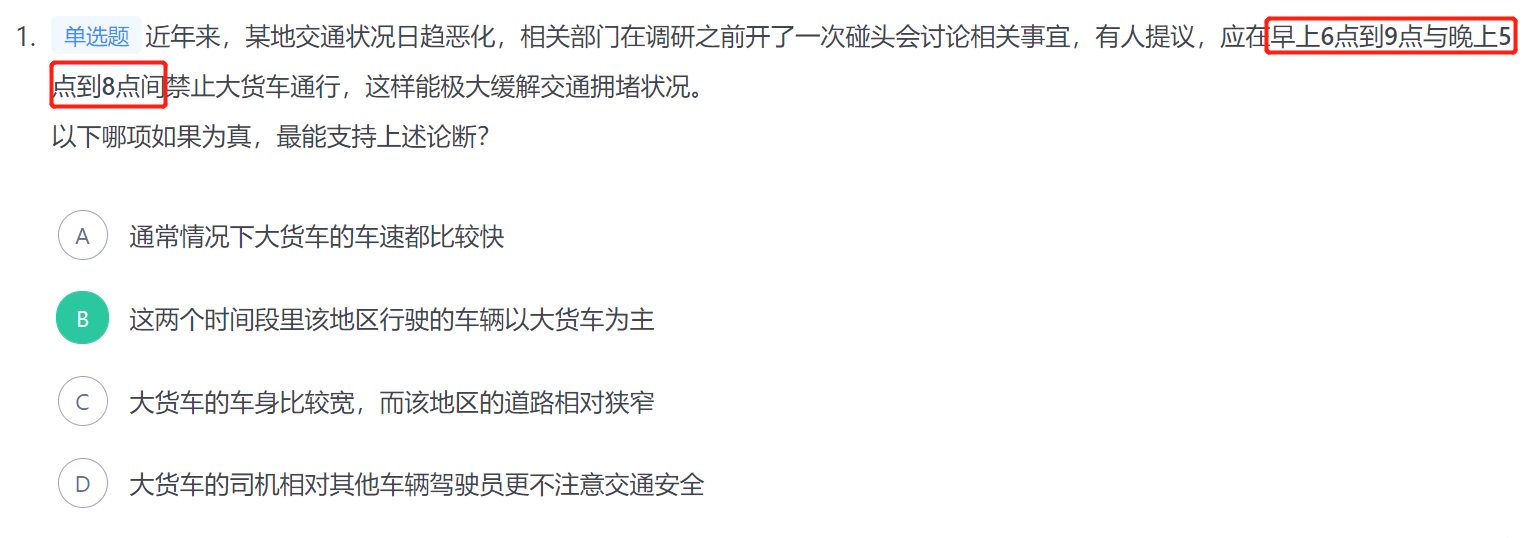 1. 单选题 近年来，某地交通状况日趋恶化，相关部门在调研之前开了一次碰头会讨论相关事宜，有人提议，应在早上6点到9点与晚上5
点到8点间禁止大货车通行，这样能极大缓解交通拥堵状况。
以下哪项如果为真，最能支持上述论断？
A 通常情况下大货车的车速都比较快
B 这两个时间段里该地区行驶的车辆以大货车为主
C 大货车的车身比较宽，而该地区的道路相对狭窄
D 大货车的司机相对其他车辆驾驶员更不注意交通安全